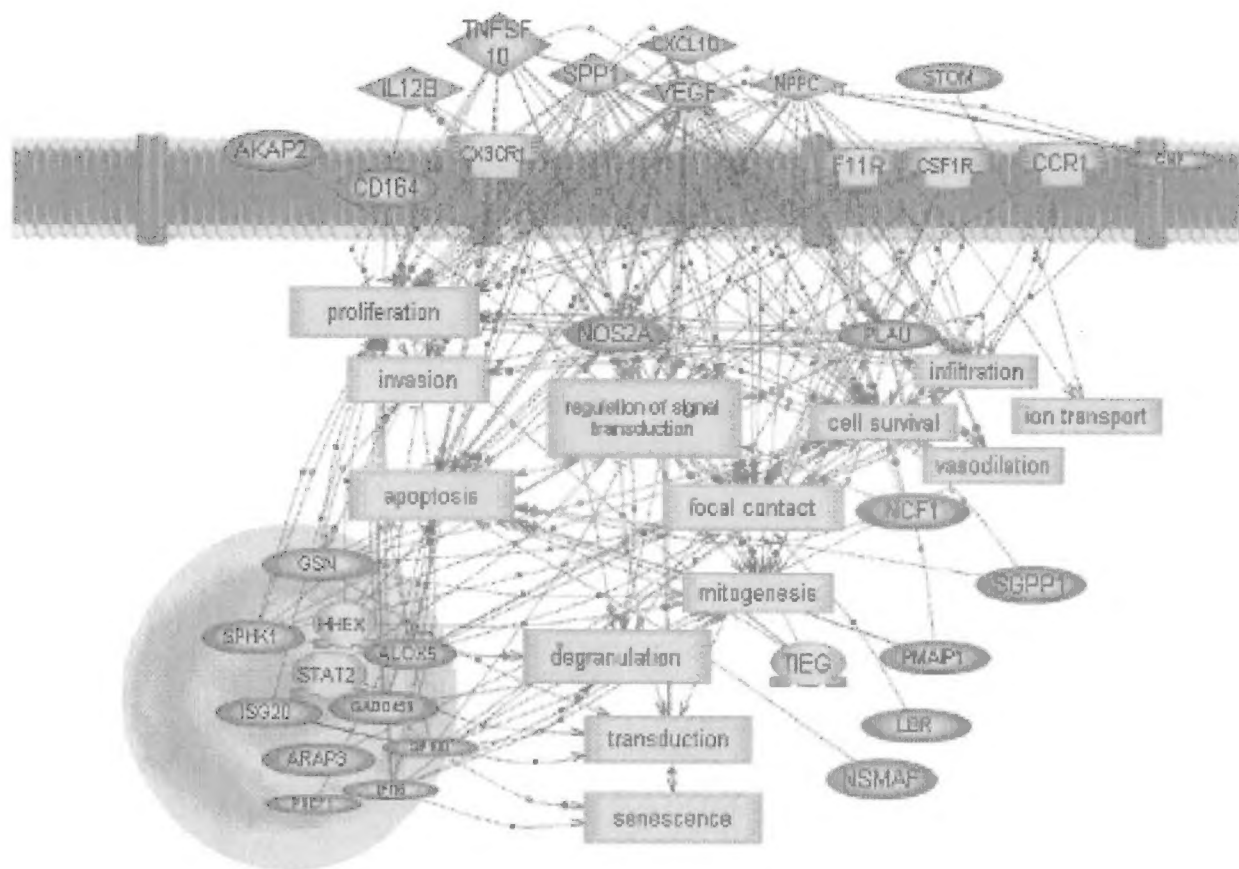 TNFSF
10
CXCL10
IL12B
SPP1
VEGF
NPPC
STOM
AKAP2
CD164
CX3CR1
F11R
CSF1R
CCR1
proliferation
NOS2A
PLAU
invasion
infiltration
regulation of signal
transduction
cell survival
ion transport
vasodilation
apoptosis
focal contact
NCF1
GSN
mitogenesis
SGPP1
SPHK1
HHEX
ALOX5
degranulation
TIEG
PMAIP1
STAT2
ISG20
LBR
transduction
ARAP3
NSMAF
senescence